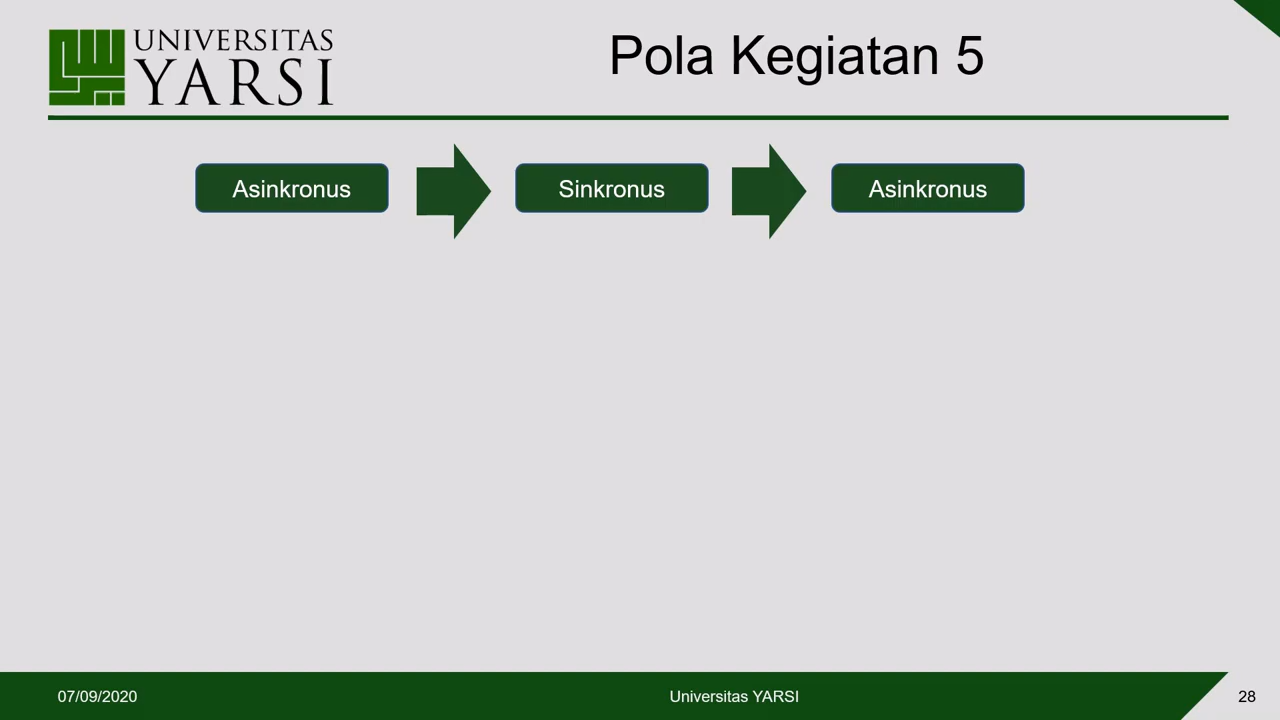 UNIVERSITAS
YARSI
Pola Kegiatan 5
Asinkronus
Sinkronus
Asinkronus
07/09/2020
Universitas YARSI
28